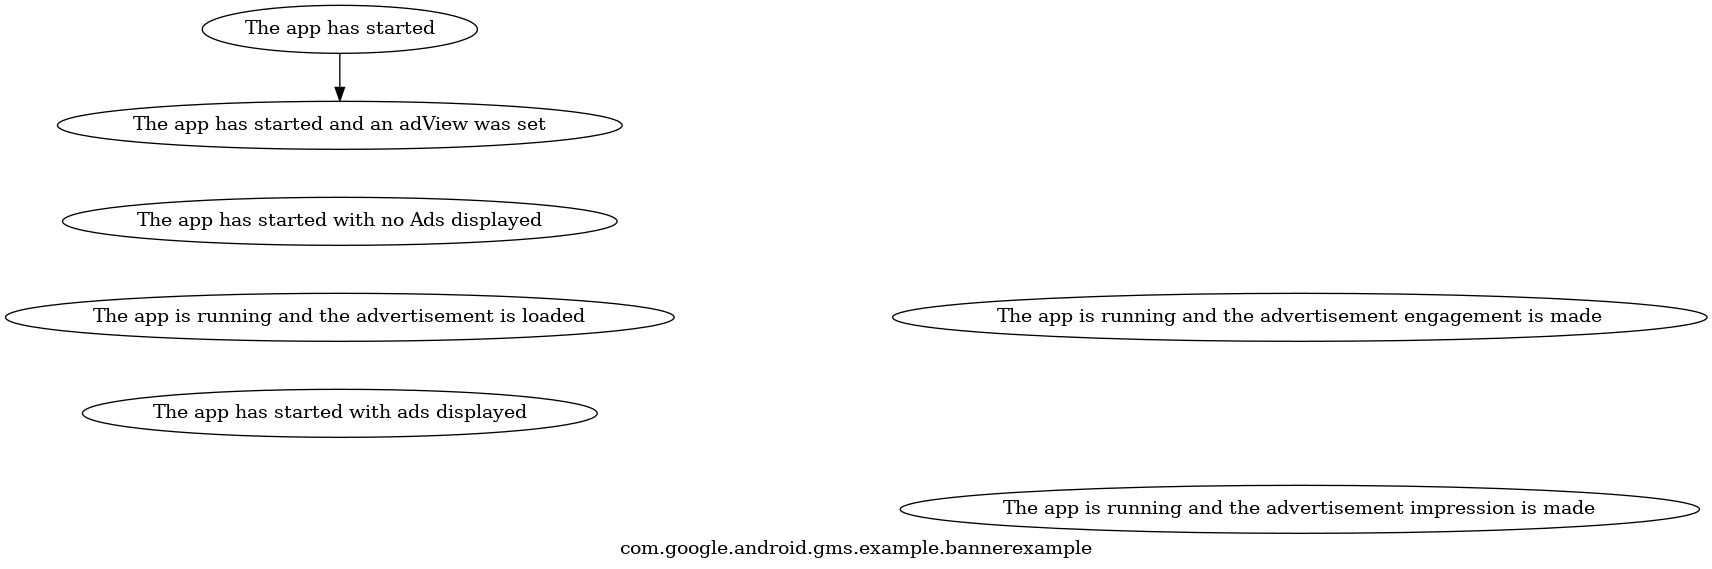 The app has started
The app has started and an adView was set
The app has started with no Ads displayed
The app is running and the advertisement is loaded
The app is running and the advertisement engagement is made
The app has started with ads displayed
The app is running and the advertisement impression is made
com.google.android.gms.example.bannerexample